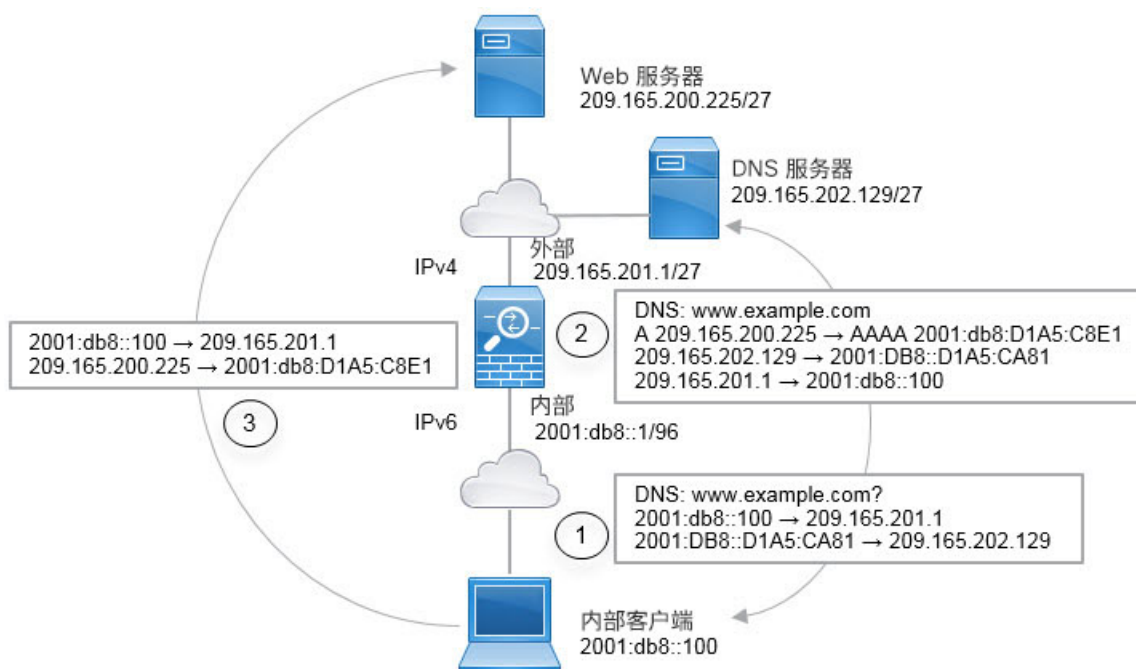 Web 服务器
209.165.200.225/27
DNS 服务器
209.165.202.129/27
外部
IPv4
209.165.201.1/27
2
DNS: www.example.com
A 209.165.200.225 → AAAA 2001:db8:D1A5:C8E1
209.165.202.129 → 2001:DB8::D1A5:CA81
209.165.201.1 → 2001:db8::100
2001:db8::100 → 209.165.201.1
209.165.200.225 → 2001:db8:D1A5:C8E1
3
IPv6
内部
2001:db8::1/96
1
DNS: www.example.com?
2001:db8::100 → 209.165.201.1
2001:DB8::D1A5:CA81 → 209.165.202.129
内部客户端
2001:db8::100